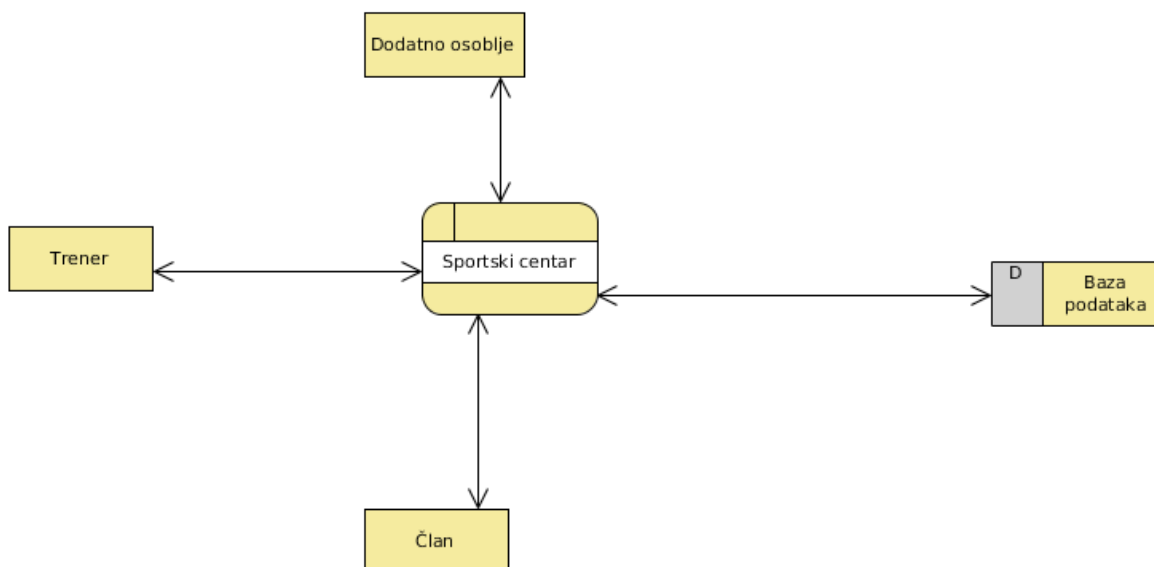 Dodatno osoblje
Trener
Sportski centar
D
Baza
podataka
Član